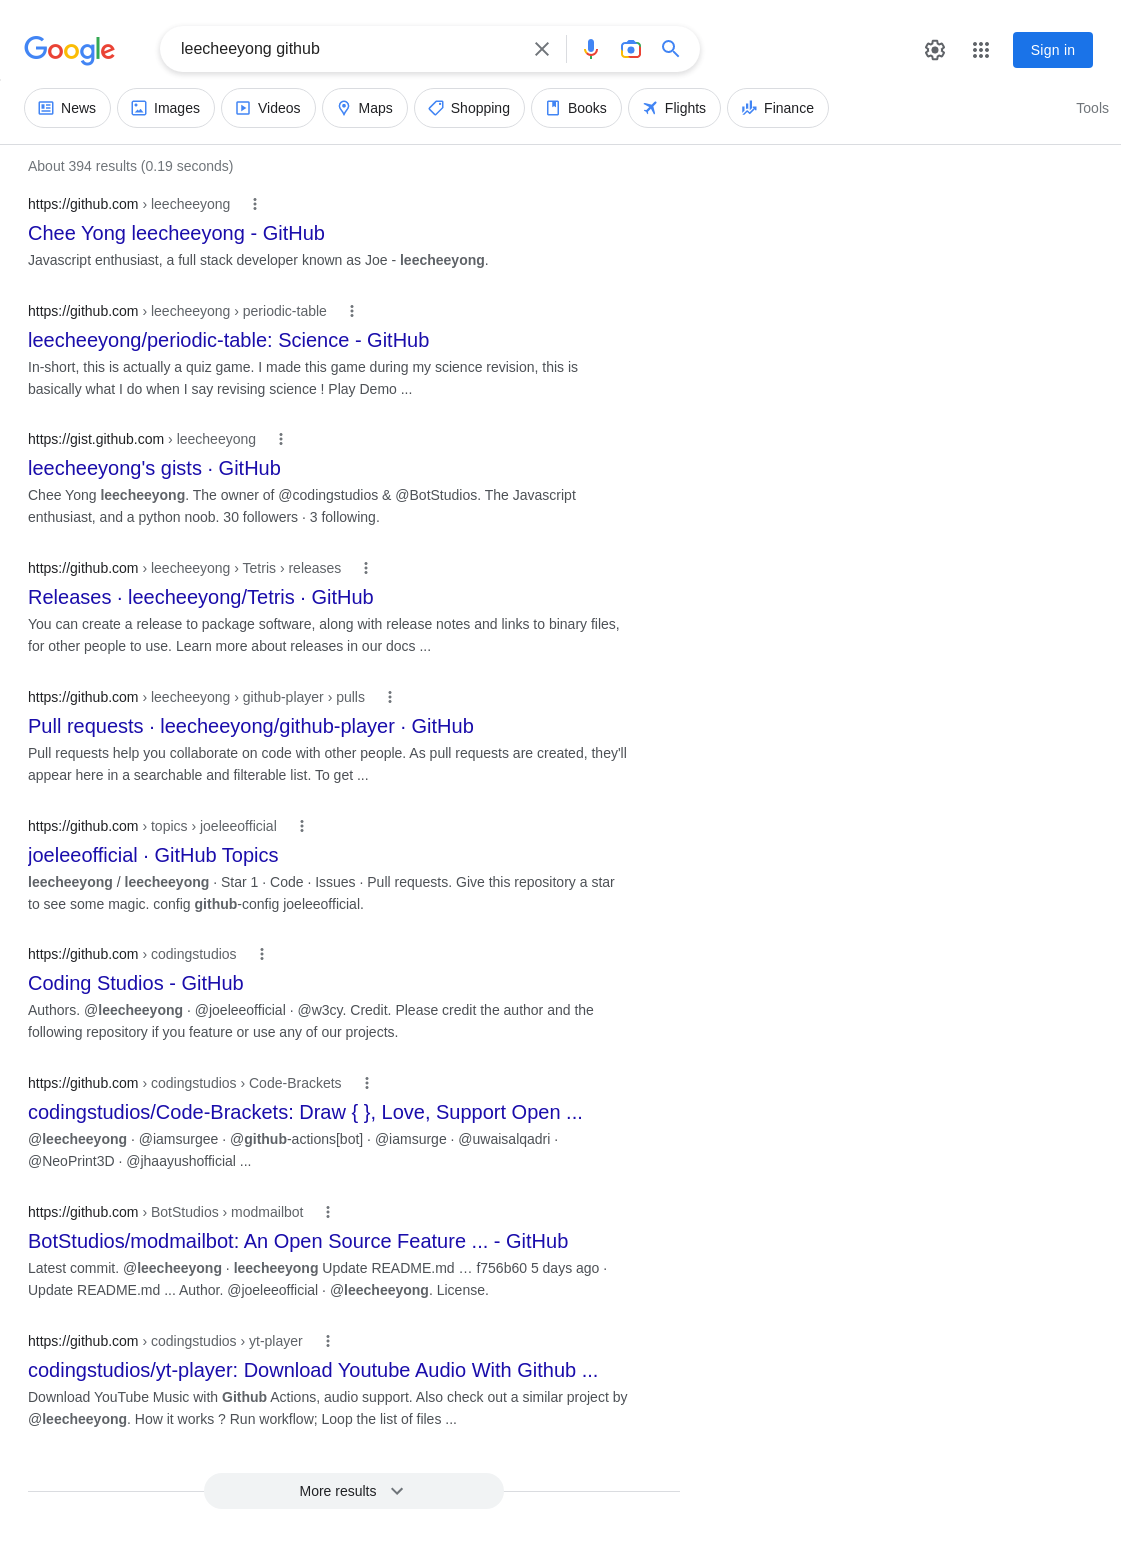 Google
leecheeyong github
Sign in
News
Images
Videos
Maps
Shopping
Books
Flights
Finance
Tools
About 394 results (0.19 seconds)
https://github.com › leecheeyong
Chee Yong leecheeyong - GitHub
Javascript enthusiast, a full stack developer known as Joe - leecheeyong.
https://github.com › leecheeyong › periodic-table
leecheeyong/periodic-table: Science - GitHub
In-short, this is actually a quiz game. I made this game during my science revision, this is
basically what I do when I say revising science ! Play Demo ...
https://gist.github.com › leecheeyong
leecheeyong's gists · GitHub
Chee Yong leecheeyong. The owner of @codingstudios & @BotStudios. The Javascript
enthusiast, and a python noob. 30 followers · 3 following.
https://github.com › leecheeyong › Tetris › releases
Releases · leecheeyong/Tetris · GitHub
You can create a release to package software, along with release notes and links to binary files,
for other people to use. Learn more about releases in our docs ...
https://github.com › leecheeyong › github-player › pulls
Pull requests · leecheeyong/github-player · GitHub
Pull requests help you collaborate on code with other people. As pull requests are created, they'll
appear here in a searchable and filterable list. To get ...
https://github.com › topics › joeleeofficial
joeleeofficial · GitHub Topics
leecheeyong / leecheeyong · Star 1 · Code · Issues · Pull requests. Give this repository a star
to see some magic. config github-config joeleeofficial.
https://github.com › codingstudios
Coding Studios - GitHub
Authors. @leecheeyong · @joeleeofficial · @w3cy. Credit. Please credit the author and the
following repository if you feature or use any of our projects.
https://github.com › codingstudios › Code-Brackets
codingstudios/Code-Brackets: Draw { }, Love, Support Open ...
@leecheeyong · @iamsurgee · @github-actions[bot] · @iamsurge · @uwaisalqadri ·
@NeoPrint3D · @jhaayushofficial ...
https://github.com › BotStudios › modmailbot
BotStudios/modmailbot: An Open Source Feature ... - GitHub
Latest commit. @leecheeyong · leecheeyong Update README.md … f756b60 5 days ago ·
Update README.md ... Author. @joeleeofficial · @leecheeyong. License.
https://github.com › codingstudios › yt-player
codingstudios/yt-player: Download Youtube Audio With Github ...
Download YouTube Music with Github Actions, audio support. Also check out a similar project by
@leecheeyong. How it works ? Run workflow; Loop the list of files ...
More results